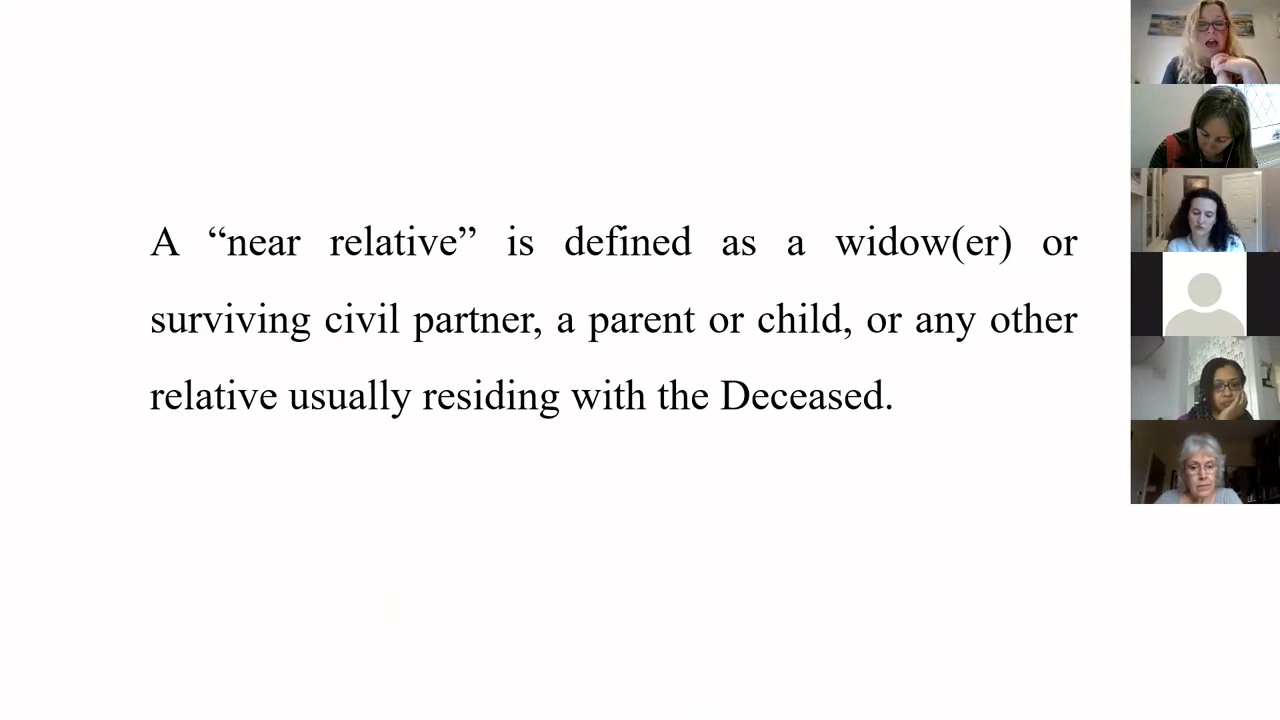 A “near relative” is defined as a widow(er) or
surviving civil partner, a parent or child, or any other
relative usually residing with the Deceased.